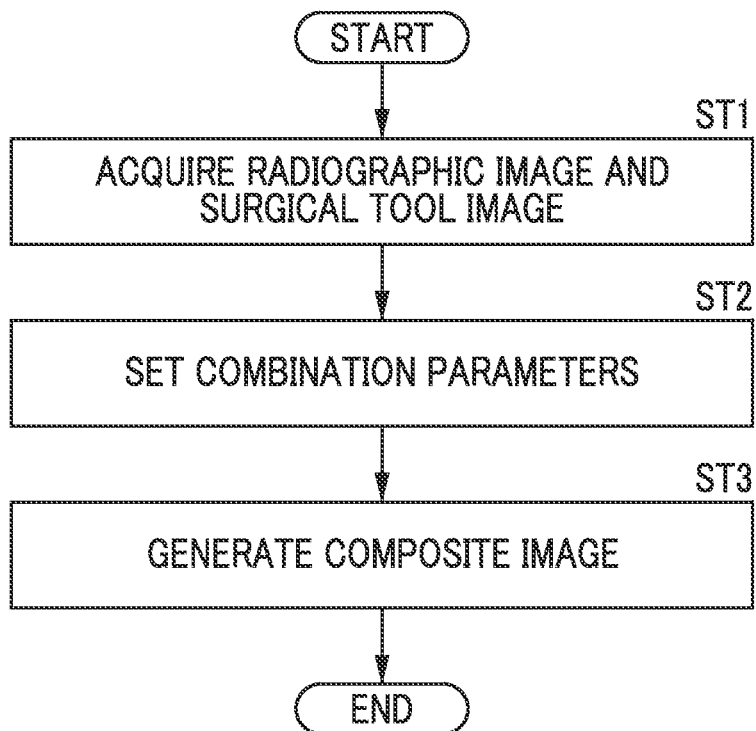 START
ST1
ACQUIRE RADIOGRAPHIC IMAGE AND
SURGICAL TOOL IMAGE
ST2
SET COMBINATION PARAMETERS
ST3
GENERATE COMPOSITE IMAGE
END